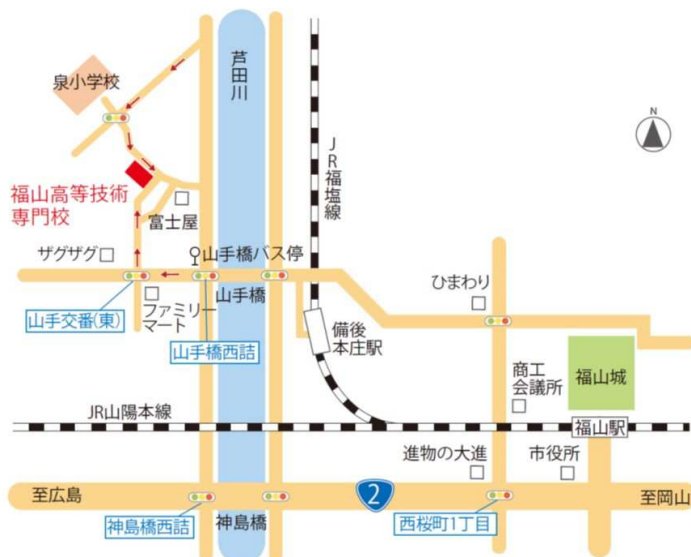 芦田川
泉小学校
JR福塩線
N
福山高等技術
専門校
富士屋
ザグザグ
山手橋バス停
山手橋
ひまわり
ファミリー
マート
山手交番(東)
山手橋西詰
備後
本庄駅
商工
会議所
福山城
JR山陽本線
福山駅
進物の大進
市役所
至広島
2
至岡山
神島橋西詰
神島橋
西桜町1丁目